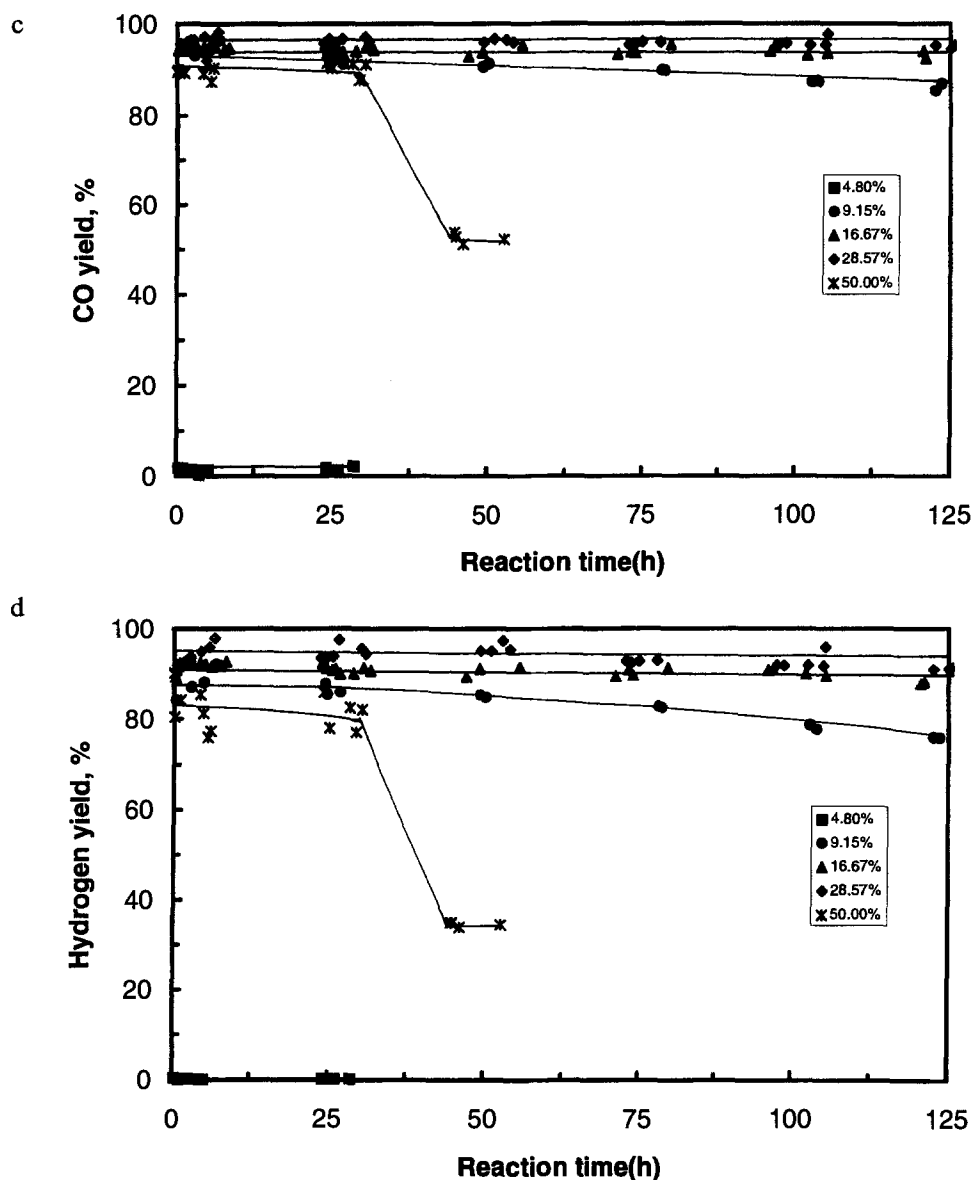 c
100
80
60
40
20
0
CO yield, %
4.80%
9.15%
16.67%
28.57%
50.00%
0 25 50 75 100 125
Reaction time(h)
d
100
80
60
40
20
0
Hydrogen yield, %
4.80%
9.15%
16.67%
28.57%
50.00%
0 25 50 75 100 125
Reaction time(h)